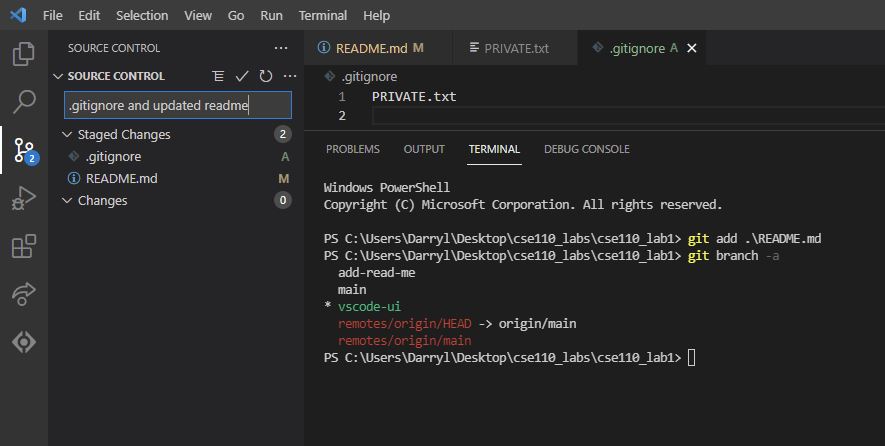 File Edit Selection View Go Run Terminal Help
SOURCE CONTROL
SOURCE CONTROL
.gitignore and updated readme
Staged Changes 2
.gitignore A
README.md M
Changes 0
2
README.md M PRIVATE.txt .gitignore A
.gitignore
1 PRIVATE.txt
2
PROBLEMS OUTPUT TERMINAL DEBUG CONSOLE
Windows PowerShell
Copyright (C) Microsoft Corporation. All rights reserved.
PS C:\Users\Darryl\Desktop\cse110_labs\cse110_lab1> git add .\README.md
PS C:\Users\Darryl\Desktop\cse110_labs\cse110_lab1> git branch -a
add-read-me
main
* vscode-ui
remotes/origin/HEAD -> origin/main
remotes/origin/main
PS C:\Users\Darryl\Desktop\cse110_labs\cse110_lab1>